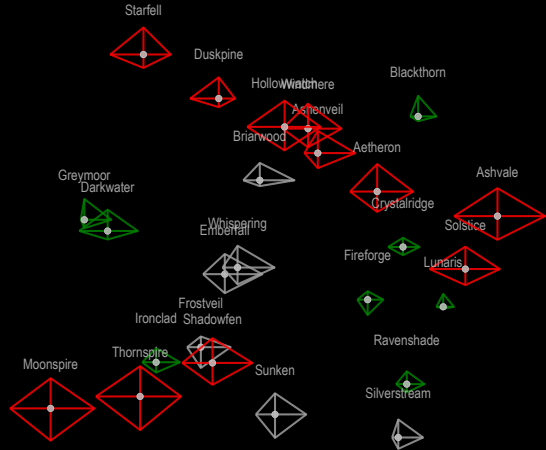 Starfell
Duskpine
Blackthorn
Windmere
Ashenveil
Briarwood
Aetheron
Ashvale
Greymoor
Darkwater
Crystalridge
Solstice
Whispering
Emberfall
Fireforge
Lunaris
Frostveil
Ironclad
Shadowfen
Ravenshade
Thornspire
Moonspire
Sunken
Silverstream